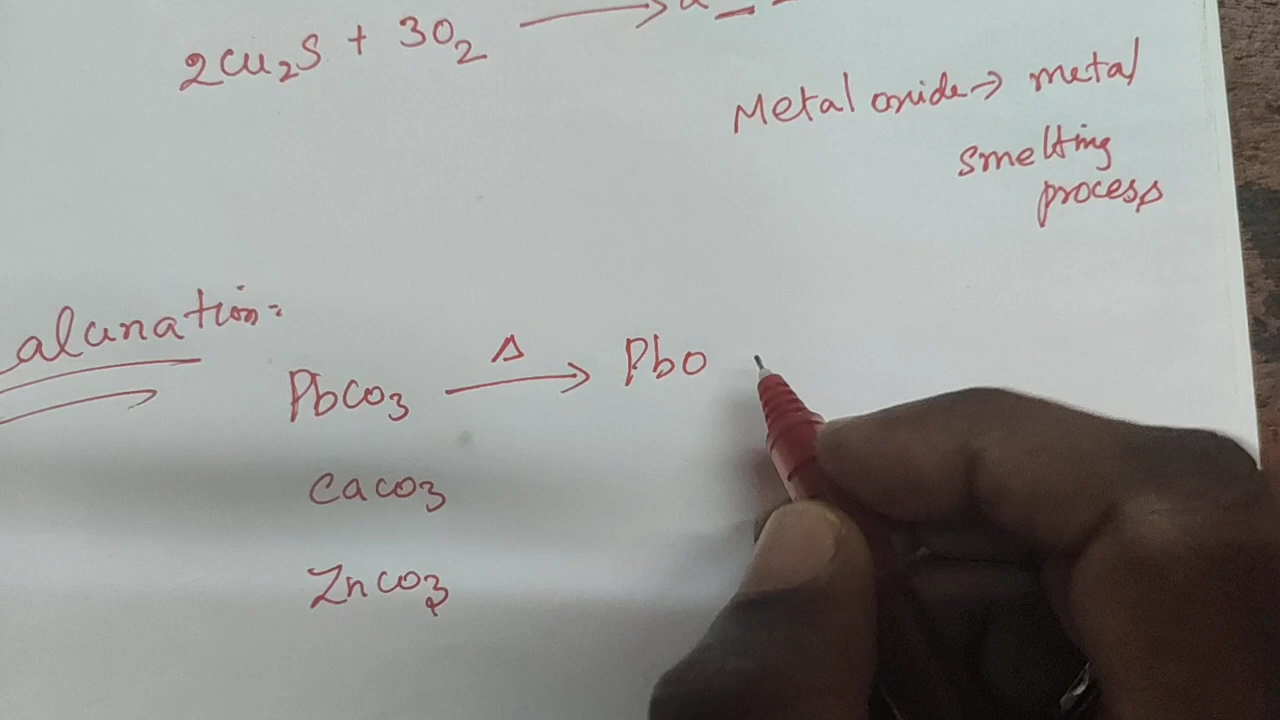 2Cu₂S + 3O₂ ⟶
Metal oxide → metal
smelting
process
alcination:-
PbCO₃ Δ⟶ PbO
CaCO₃
ZnCO₃